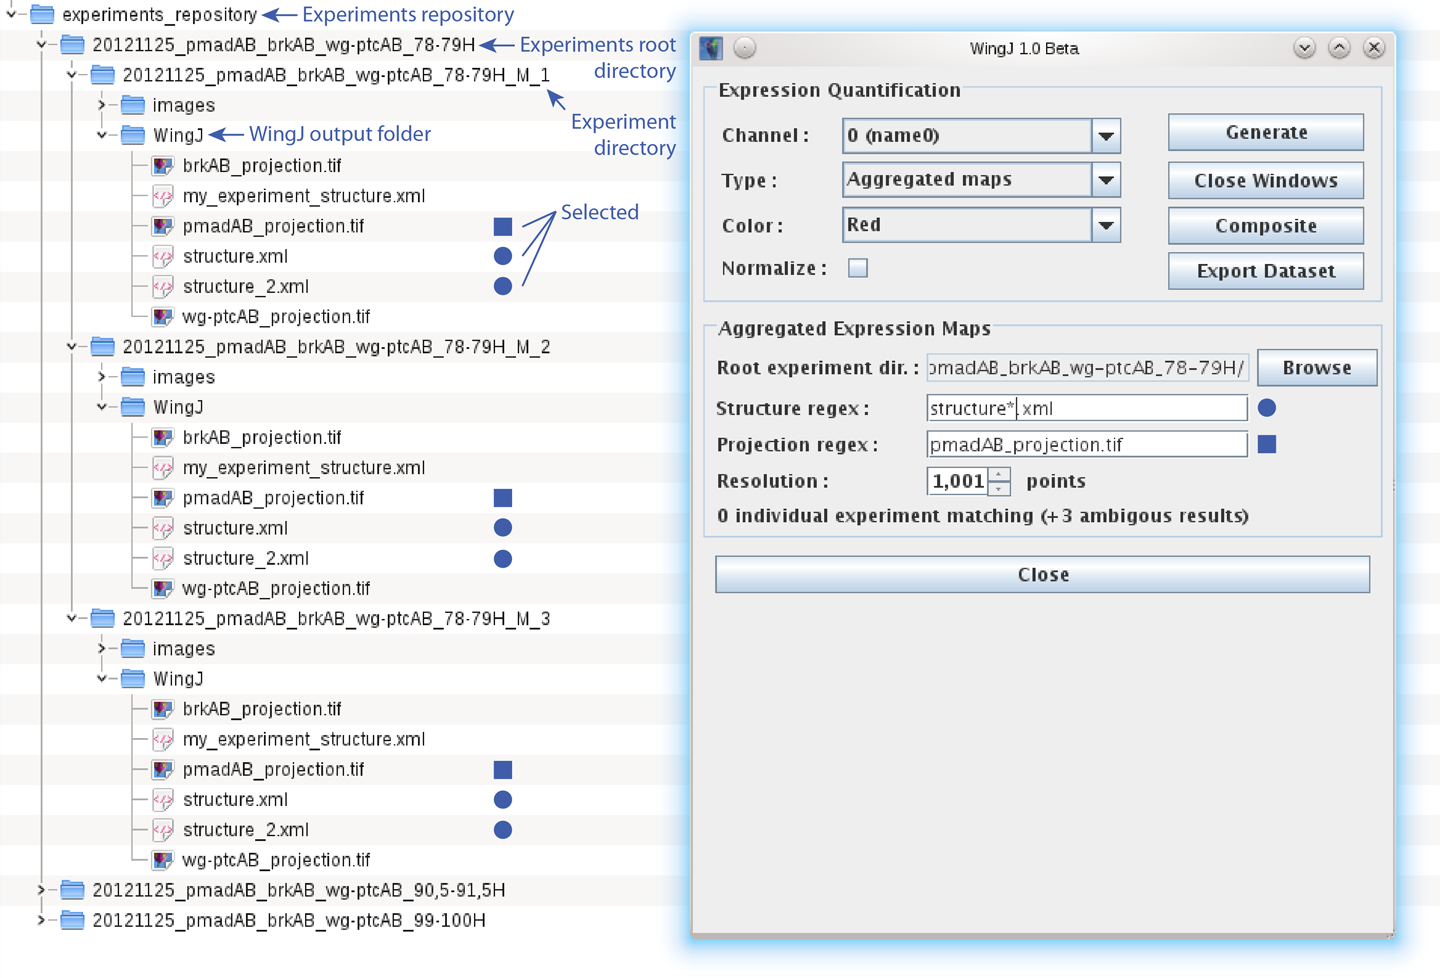 experiments_repository
Experiments repository
20121125_pmadAB_brkAB_wg-ptcAB_78-79H
Experiments root
directory
20121125_pmadAB_brkAB_wg-ptcAB_78-79H_M_1
Experiment
directory
images
WingJ
WingJ output folder
brkAB_projection.tif
my_experiment_structure.xml
pmadAB_projection.tif
Selected
structure.xml
structure_2.xml
wg-ptcAB_projection.tif
20121125_pmadAB_brkAB_wg-ptcAB_78-79H_M_2
images
WingJ
brkAB_projection.tif
my_experiment_structure.xml
pmadAB_projection.tif
structure.xml
structure_2.xml
wg-ptcAB_projection.tif
20121125_pmadAB_brkAB_wg-ptcAB_78-79H_M_3
images
WingJ
brkAB_projection.tif
my_experiment_structure.xml
pmadAB_projection.tif
structure.xml
structure_2.xml
wg-ptcAB_projection.tif
20121125_pmadAB_brkAB_wg-ptcAB_90,5-91,5H
20121125_pmadAB_brkAB_wg-ptcAB_99-100H
WingJ 1.0 Beta
Expression Quantification
Channel : 0 (name0) Generate
Type : Aggregated maps Close Windows
Color : Red Composite
Normalize : Export Dataset
Aggregated Expression Maps
Root experiment dir. : pmadAB_brkAB_wg-ptcAB_78-79H/ Browse
Structure regex : structure*.xml
Projection regex : pmadAB_projection.tif
Resolution : 1,001 points
0 individual experiment matching (+3 ambigous results)
Close